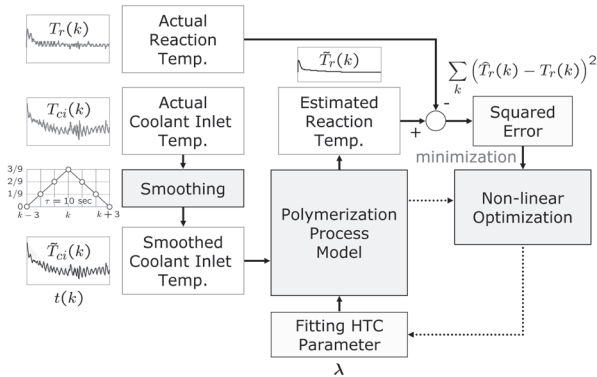 T_r(k)
Actual
Reaction
Temp.
T̃_r(k)
∑_k (T̂_r(k) − T_r(k))²
T_ci(k)
Actual
Coolant Inlet
Temp.
Estimated
Reaction
Temp.
+
-
Squared
Error
minimization
3/9
2/9
1/9
0
τ = 10 sec
k − 3
k
k + 3
Smoothing
Polymerization
Process
Model
Non-linear
Optimization
T̃_ci(k)
t(k)
Smoothed
Coolant Inlet
Temp.
Fitting HTC
Parameter
λ